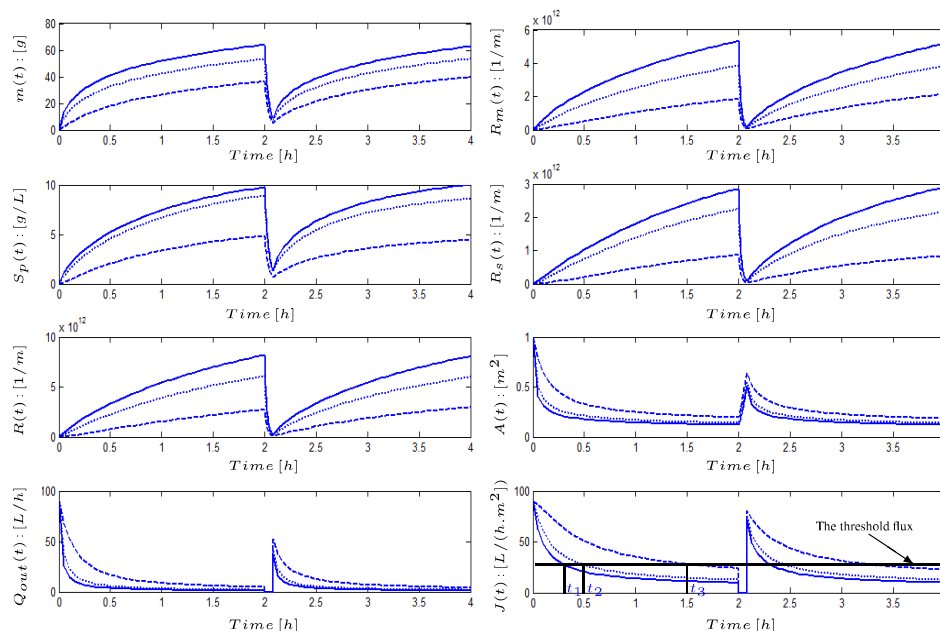 m(t) : [g]
80
60
40
20
0
0 0.5 1 1.5 2 2.5 3 3.5 4
Time [h]
x 10^12
R_m(t) : [1/m]
6
4
2
0
0 0.5 1 1.5 2 2.5 3 3.5
Time [h]
S_p(t) : [g/L]
10
5
0
0 0.5 1 1.5 2 2.5 3 3.5 4
Time [h]
x 10^12
R_s(t) : [1/m]
3
2
1
0
0 0.5 1 1.5 2 2.5 3 3.5
Time [h]
x 10^12
R(t) : [1/m]
10
5
0
0 0.5 1 1.5 2 2.5 3 3.5 4
Time [h]
A(t) : [m^2]
1
0.5
0
0 0.5 1 1.5 2 2.5 3 3.5
Time [h]
Q_out(t) : [L/h]
100
50
0
0 0.5 1 1.5 2 2.5 3 3.5 4
Time [h]
J(t) : [L/(h.m^2])
100
50
0
The threshold flux
t_1 t_2 t_3
0 0.5 1 1.5 2 2.5 3 3.5
Time [h]